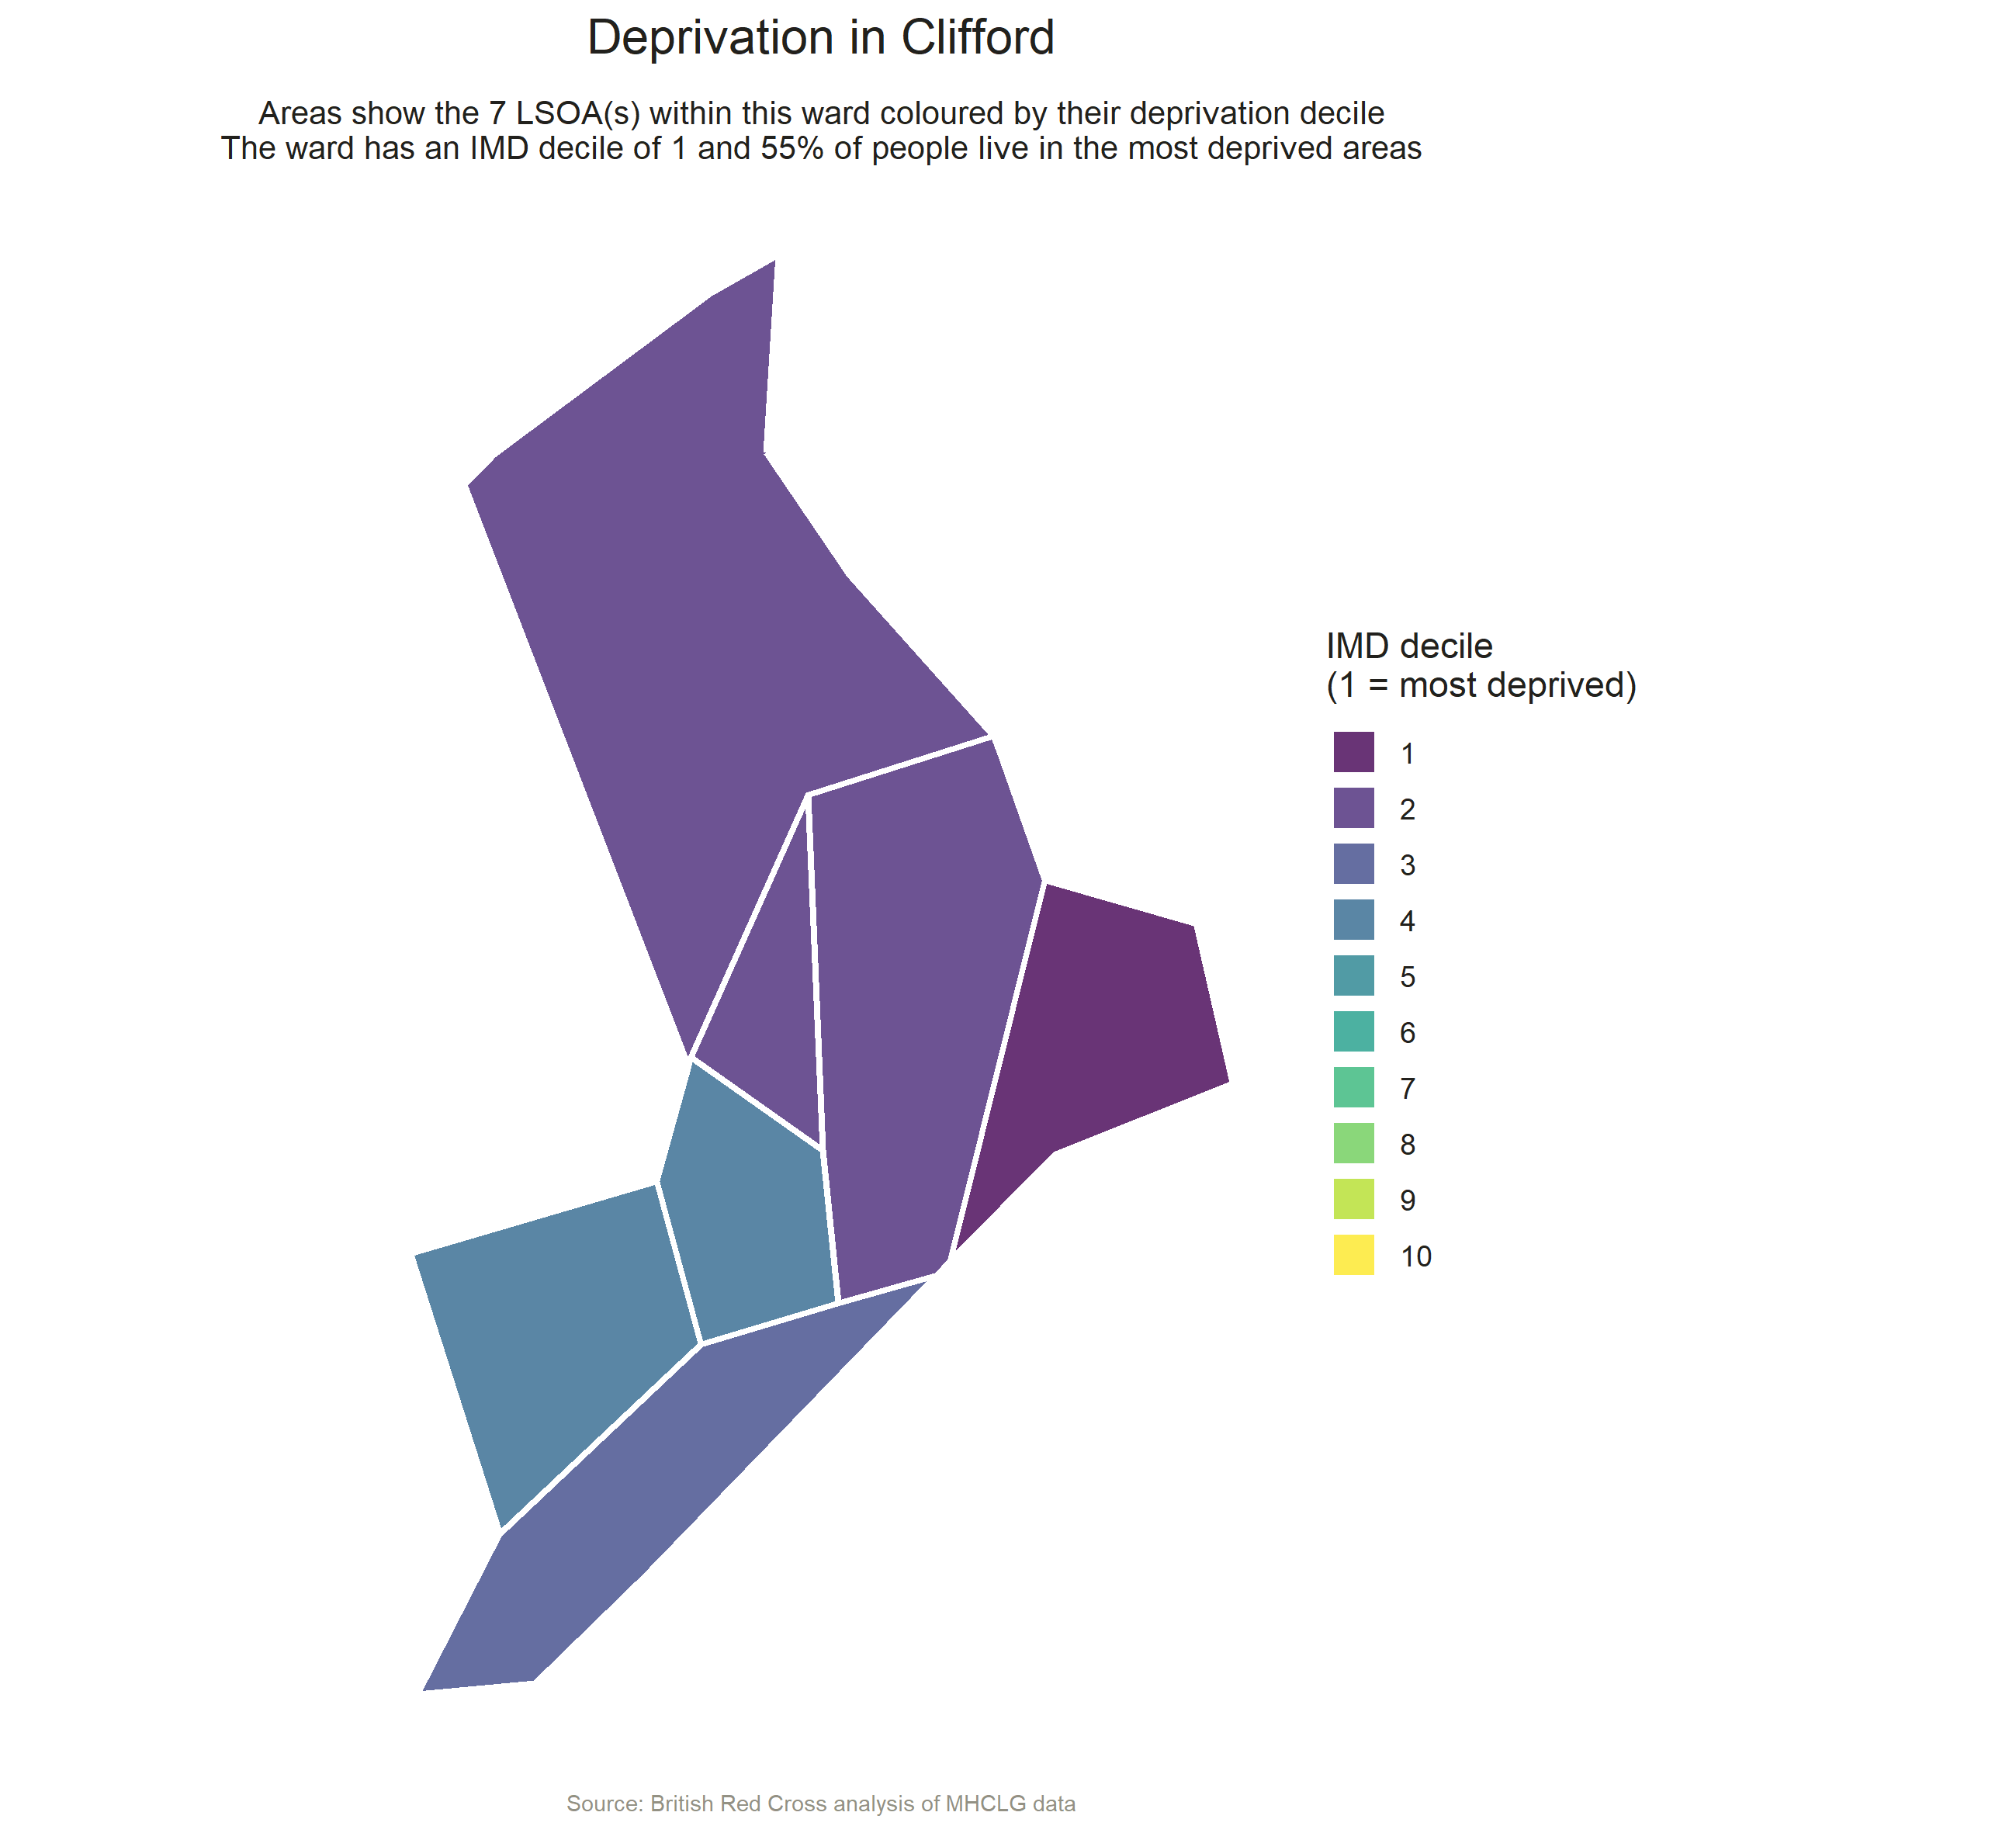 Deprivation in Clifford
Areas show the 7 LSOA(s) within this ward coloured by their deprivation decile
The ward has an IMD decile of 1 and 55% of people live in the most deprived areas
IMD decile
(1 = most deprived)
1
2
3
4
5
6
7
8
9
10
Source: British Red Cross analysis of MHCLG data